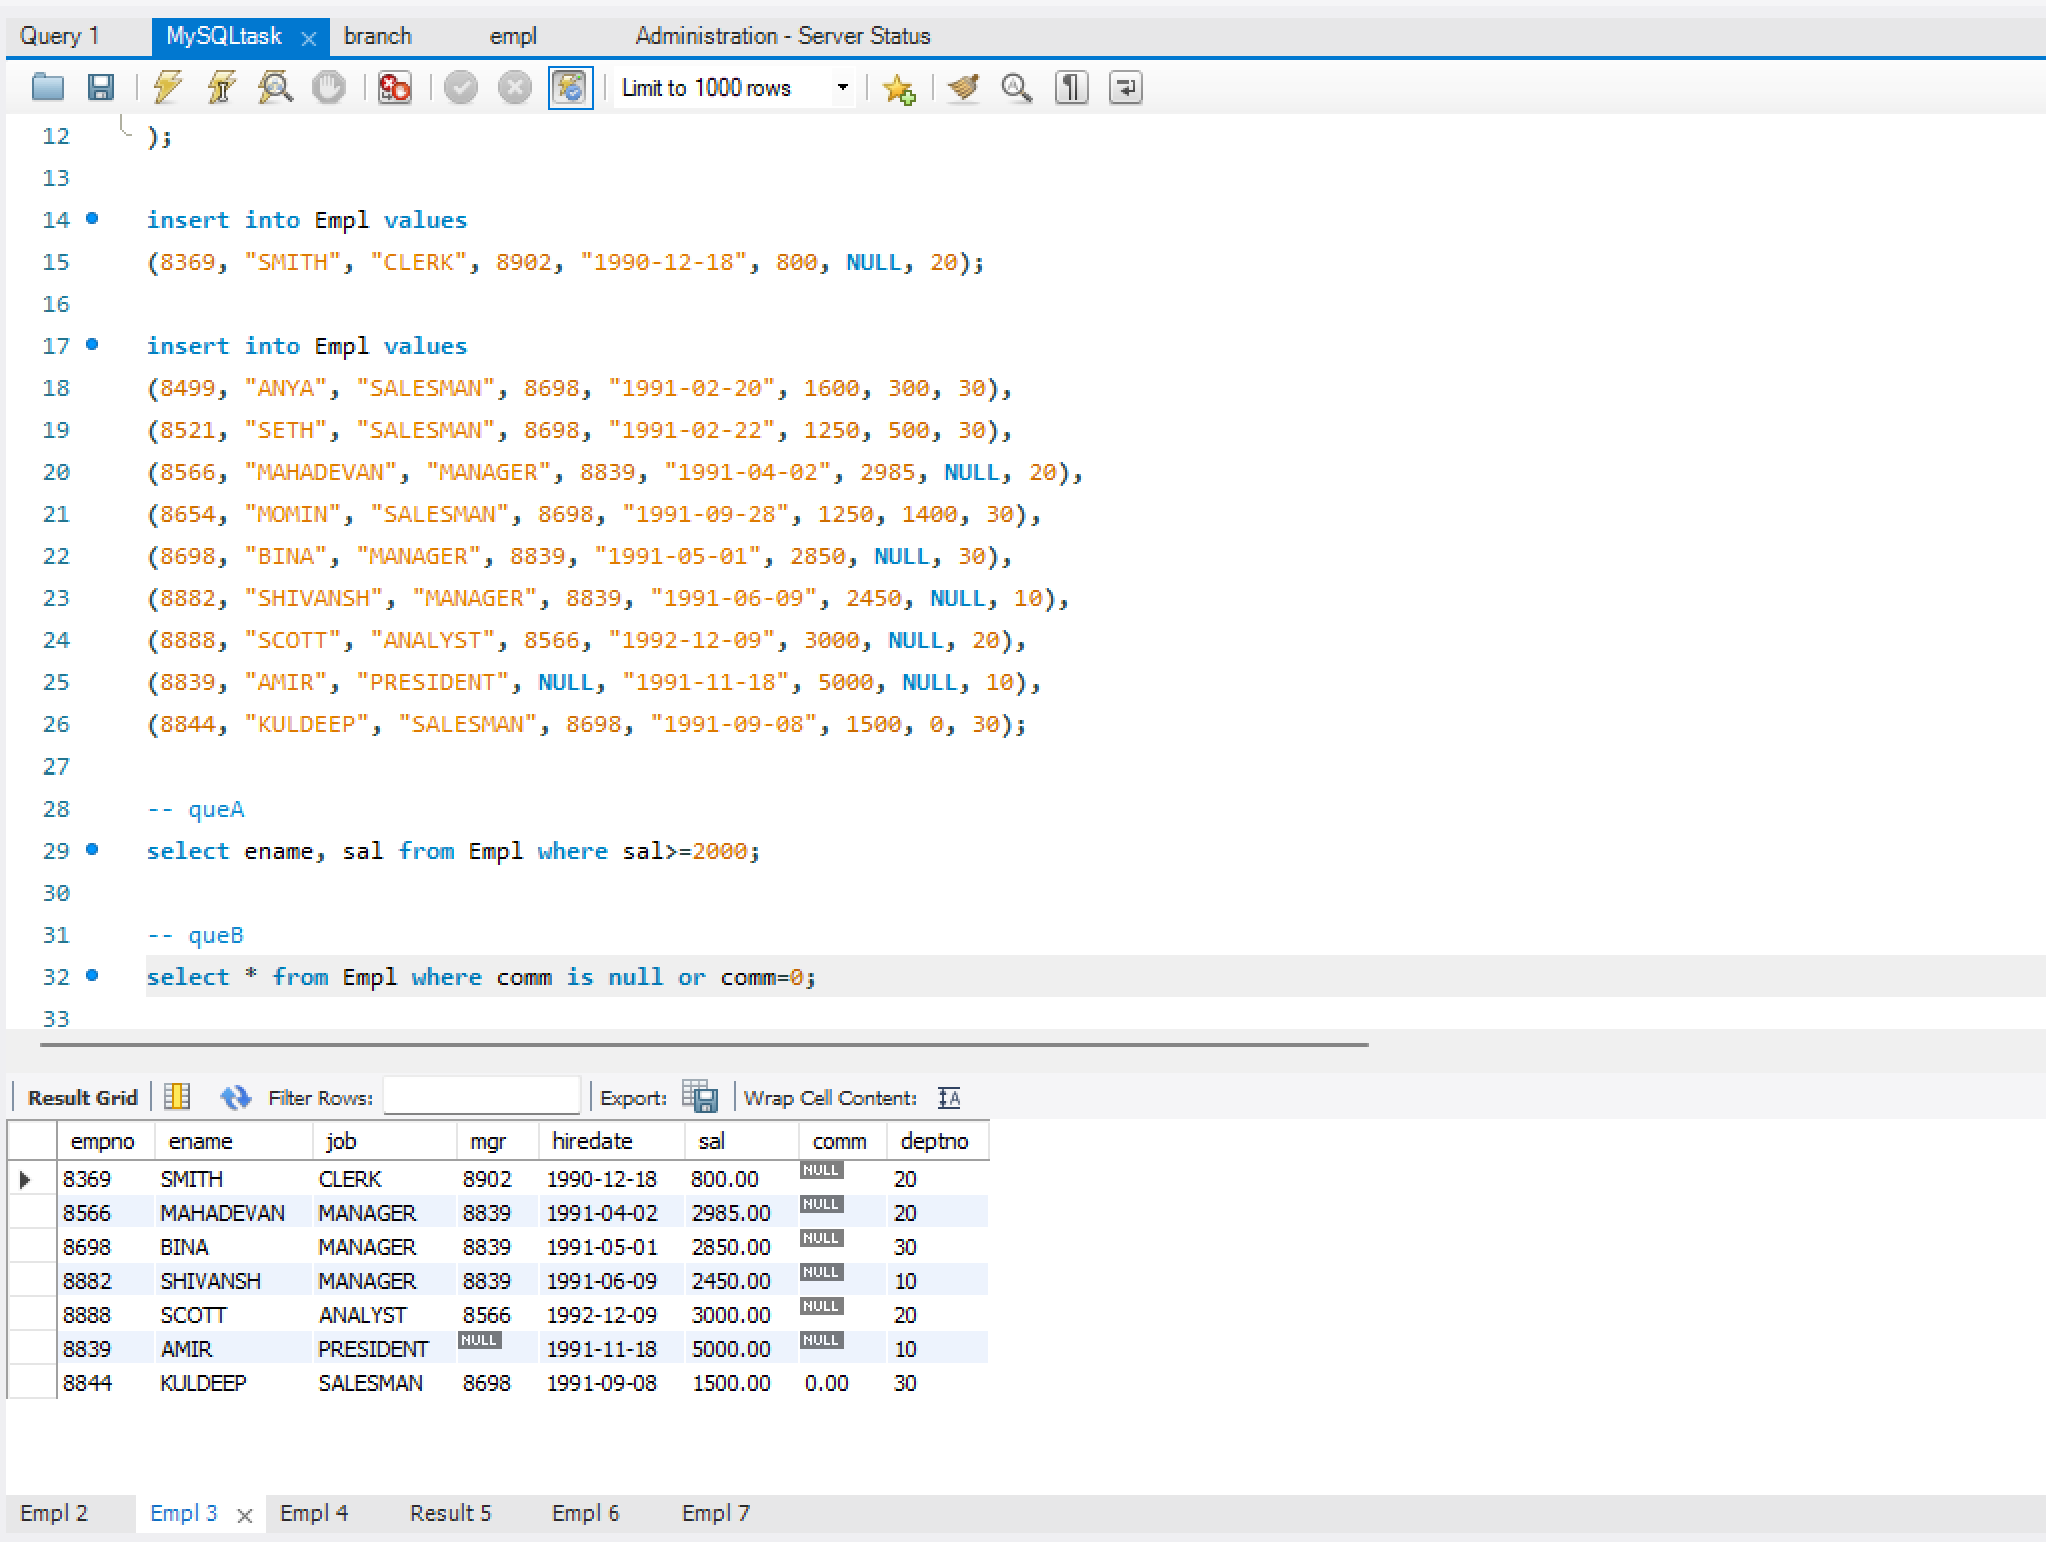 Query 1 MySQLtask branch empl Administration - Server Status
Limit to 1000 rows
12 );
13
14 insert into Empl values
15 (8369, "SMITH", "CLERK", 8902, "1990-12-18", 800, NULL, 20);
16
17 insert into Empl values
18 (8499, "ANYA", "SALESMAN", 8698, "1991-02-20", 1600, 300, 30),
19 (8521, "SETH", "SALESMAN", 8698, "1991-02-22", 1250, 500, 30),
20 (8566, "MAHADEVAN", "MANAGER", 8839, "1991-04-02", 2985, NULL, 20),
21 (8654, "MOMIN", "SALESMAN", 8698, "1991-09-28", 1250, 1400, 30),
22 (8698, "BINA", "MANAGER", 8839, "1991-05-01", 2850, NULL, 30),
23 (8882, "SHIVANSH", "MANAGER", 8839, "1991-06-09", 2450, NULL, 10),
24 (8888, "SCOTT", "ANALYST", 8566, "1992-12-09", 3000, NULL, 20),
25 (8839, "AMIR", "PRESIDENT", NULL, "1991-11-18", 5000, NULL, 10),
26 (8844, "KULDEEP", "SALESMAN", 8698, "1991-09-08", 1500, 0, 30);
27
28 -- queA
29 select ename, sal from Empl where sal>=2000;
30
31 -- queB
32 select * from Empl where comm is null or comm=0;
33
Result Grid Filter Rows: Export: Wrap Cell Content:
empno ename job mgr hiredate sal comm deptno
8369 SMITH CLERK 8902 1990-12-18 800.00 NULL 20
8566 MAHADEVAN MANAGER 8839 1991-04-02 2985.00 NULL 20
8698 BINA MANAGER 8839 1991-05-01 2850.00 NULL 30
8882 SHIVANSH MANAGER 8839 1991-06-09 2450.00 NULL 10
8888 SCOTT ANALYST 8566 1992-12-09 3000.00 NULL 20
8839 AMIR PRESIDENT NULL 1991-11-18 5000.00 NULL 10
8844 KULDEEP SALESMAN 8698 1991-09-08 1500.00 0.00 30
Empl 2 Empl 3 Empl 4 Result 5 Empl 6 Empl 7